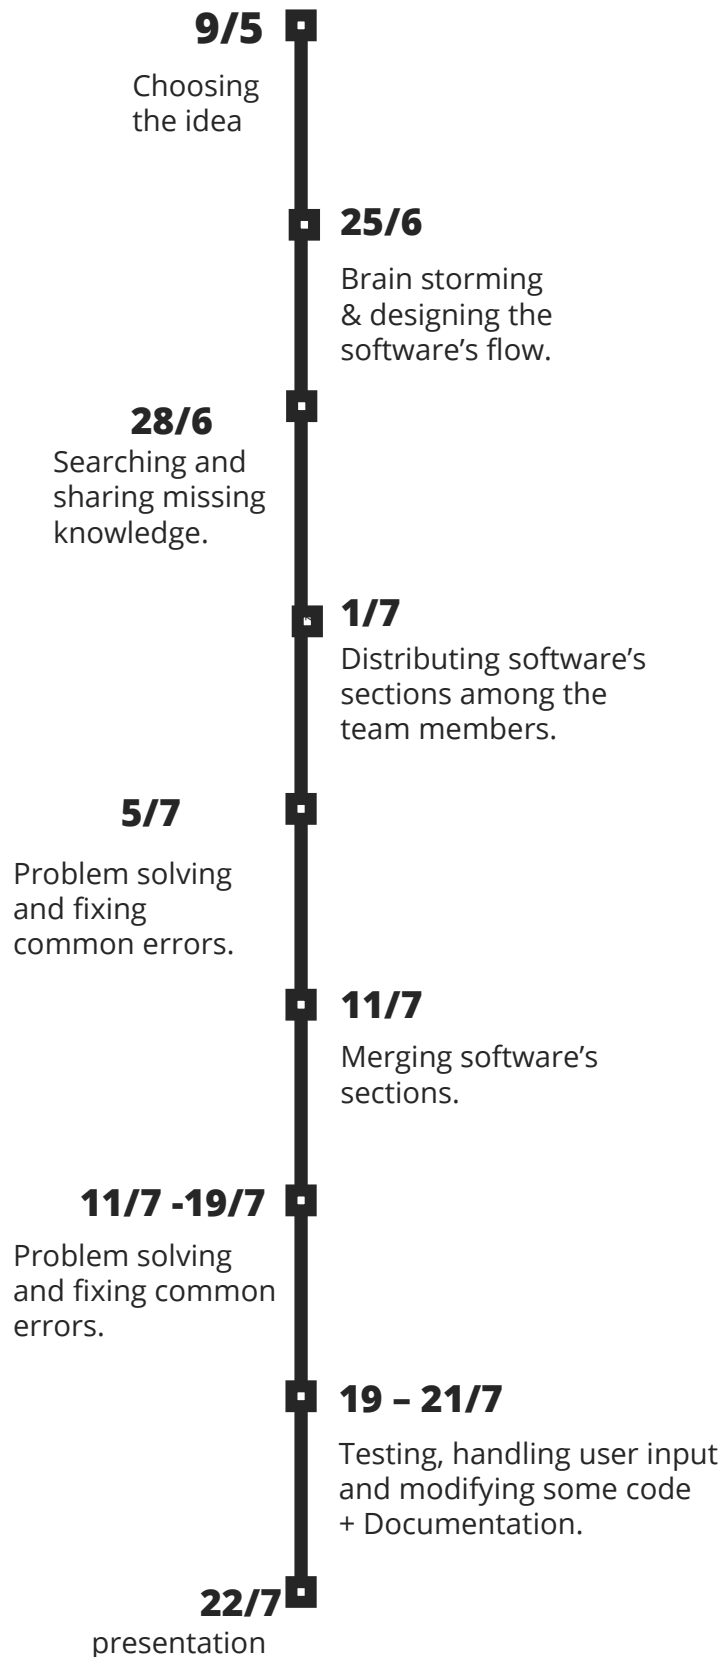 9/5
Choosing
the idea
25/6
Brain storming
& designing the
software’s flow.
28/6
Searching and
sharing missing
knowledge.
1/7
Distributing software’s
sections among the
team members.
5/7
Problem solving
and fixing
common errors.
11/7
Merging software’s
sections.
11/7 -19/7
Problem solving
and fixing common
errors.
19 – 21/7
Testing, handling user input
and modifying some code
+ Documentation.
22/7
presentation